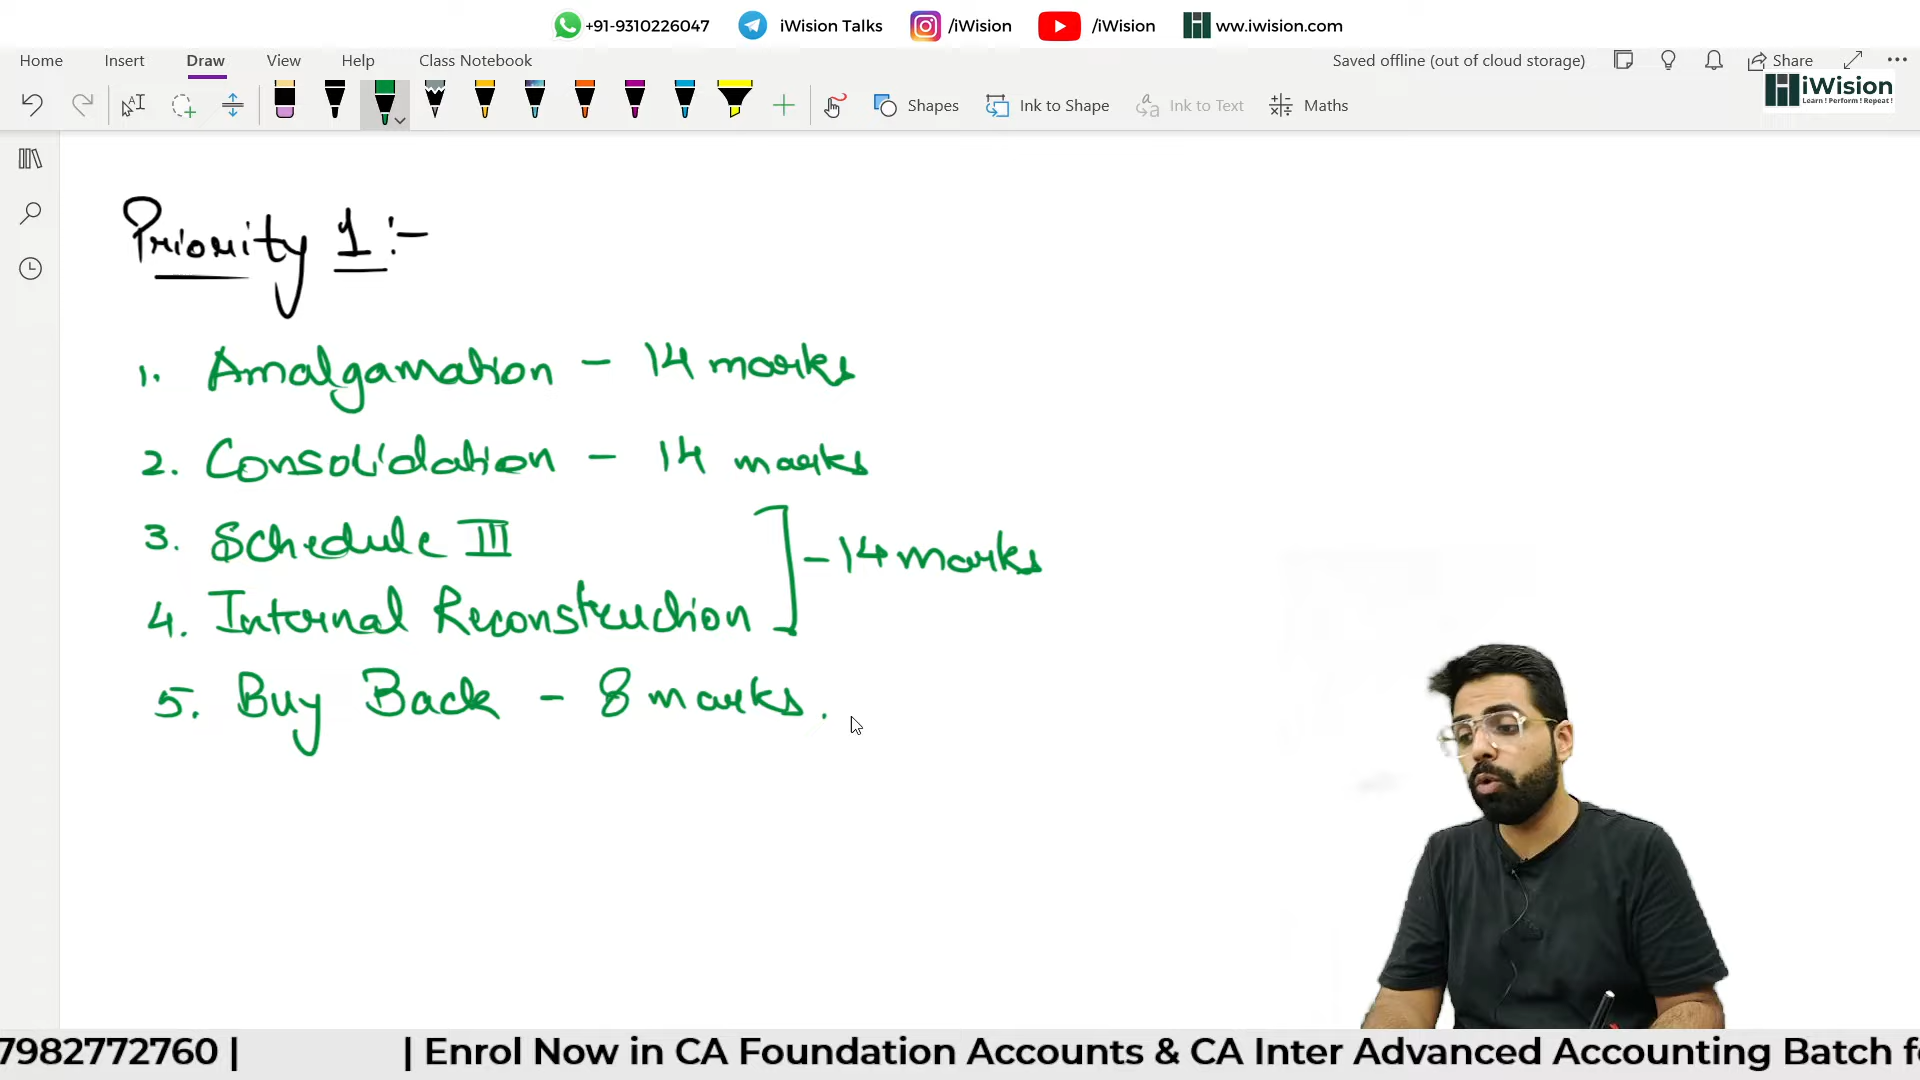 +91-9310226047 iWision Talks /iWision /iWision ww.iwision.com
Home Insert Draw View Help Class Notebook Saved offline (out of cloud storage) Share
Shapes Ink to Shape Ink to Text Maths
iWision
Learn ! Perform ! Repeat !
Priority 1:-
1. Amalgamation - 14 marks
2. Consolidation - 14 marks
3. Schedule III
- 14 marks
4. Internal Reconstruction
5. Buy Back - 8 marks.
7982772760 | | Enrol Now in CA Foundation Accounts & CA Inter Advanced Accounting Batch f